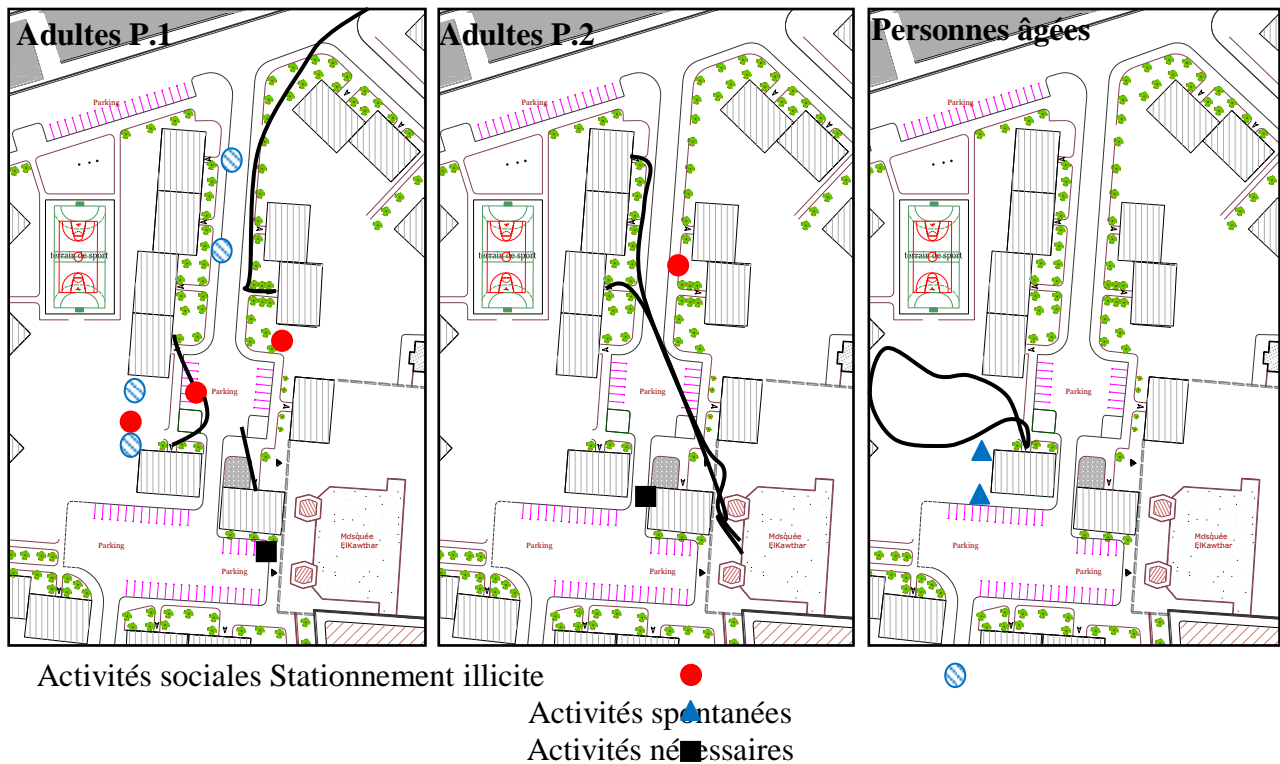 Adultes P.1
Parking
terrain de sport
Parking
Parking
Parking
Mosquée
ElKawthar
Adultes P.2
Parking
terrain de sport
Parking
Parking
Parking
Mosquée
ElKawthar
Personnes âgées
Parking
terrain de sport
Parking
Parking
Parking
Mosquée
ElKawthar
Activités sociales Stationnement illicite
Activités spontanées
Activités nécessaires